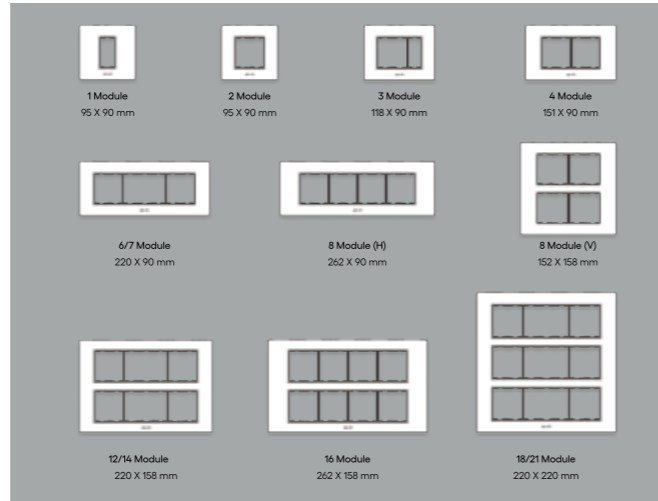 1 Module
95 X 90 mm
2 Module
95 X 90 mm
3 Module
118 X 90 mm
4 Module
151 X 90 mm
6/7 Module
220 X 90 mm
8 Module (H)
262 X 90 mm
8 Module (V)
152 X 158 mm
12/14 Module
220 X 158 mm
16 Module
262 X 158 mm
18/21 Module
220 X 220 mm